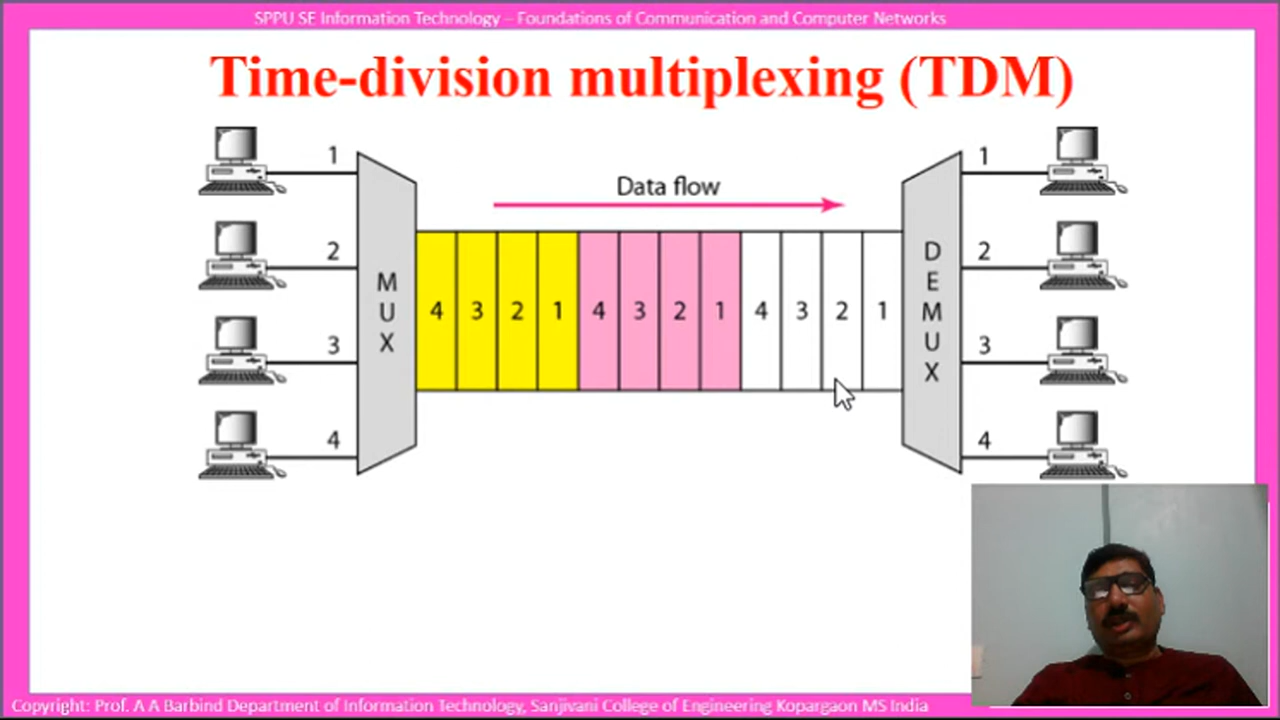 SPPU SE Information Technology – Foundations of Communication and Computer Networks
Time-division multiplexing (TDM)
1
2
3
4
MUX
Data flow
4 3 2 1 4 3 2 1 4 3 2 1
DEMUX
1
2
3
4
Copyright: Prof. A A Barbind Department of Information Technology, Sanjivani College of Engineering Kopargaon MS India